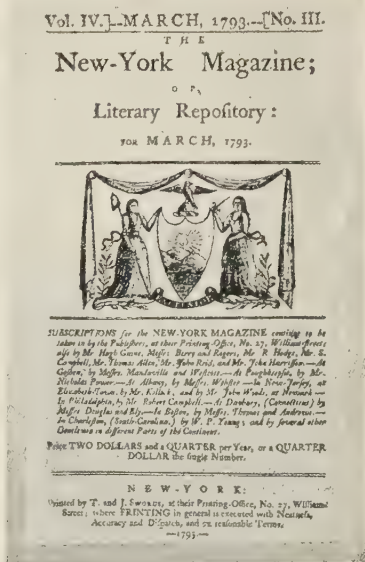 Vol. IV.]--MARCH, 1793.--[No. III.
THE
New-York Magazine;
OR,
Literary Repoſitory:
FOR MARCH, 1793.
SUBSCRIPTIONS for the NEW-YORK MAGAZINE continue to be
taken in by the Publiſhers, at their Printing-Office, No. 27, William-ſtreet;
alſo by Mr. Hugh Gaine, Meſſrs. Berry and Rogers, Mr. R Hodge, Mr. S.
Campbell, Mr. Thomas Allen, Mr. John Reid, and Mr. John Harriſſon.—At
Goſhen, by Meſſrs. Mandeville and Weſtcott.—At Poughkeepſie, by Mr.
Nicholas Power.—At Albany, by Meſſrs. Webſter.—In New-Jerſey, at
Elizabeth-Town, by Mr. Kollock, and by Mr. John Woods, at Newark.—
In Philadelphia, by Mr. Robert Campbell.—At Danbury, (Connecticut) by
Meſſrs. Douglas and Ely.—In Boſton, by Meſſrs. Thomas and Andrews.—
In Charleſton, (South-Carolina,) by W. P. Young; and by ſeveral other
Gentlemen in different Parts of the Continent.
Price TWO DOLLARS and a QUARTER per Year, or a QUARTER
DOLLAR the ſingle Number.
NEW-YORK:
Printed by T. and J. SWORDS, at their Printing-Office, No. 27, William-
Street; where PRINTING in general is executed with Neatneſs,
Accuracy and Diſpatch, and on reaſonable Terms.
—1793—